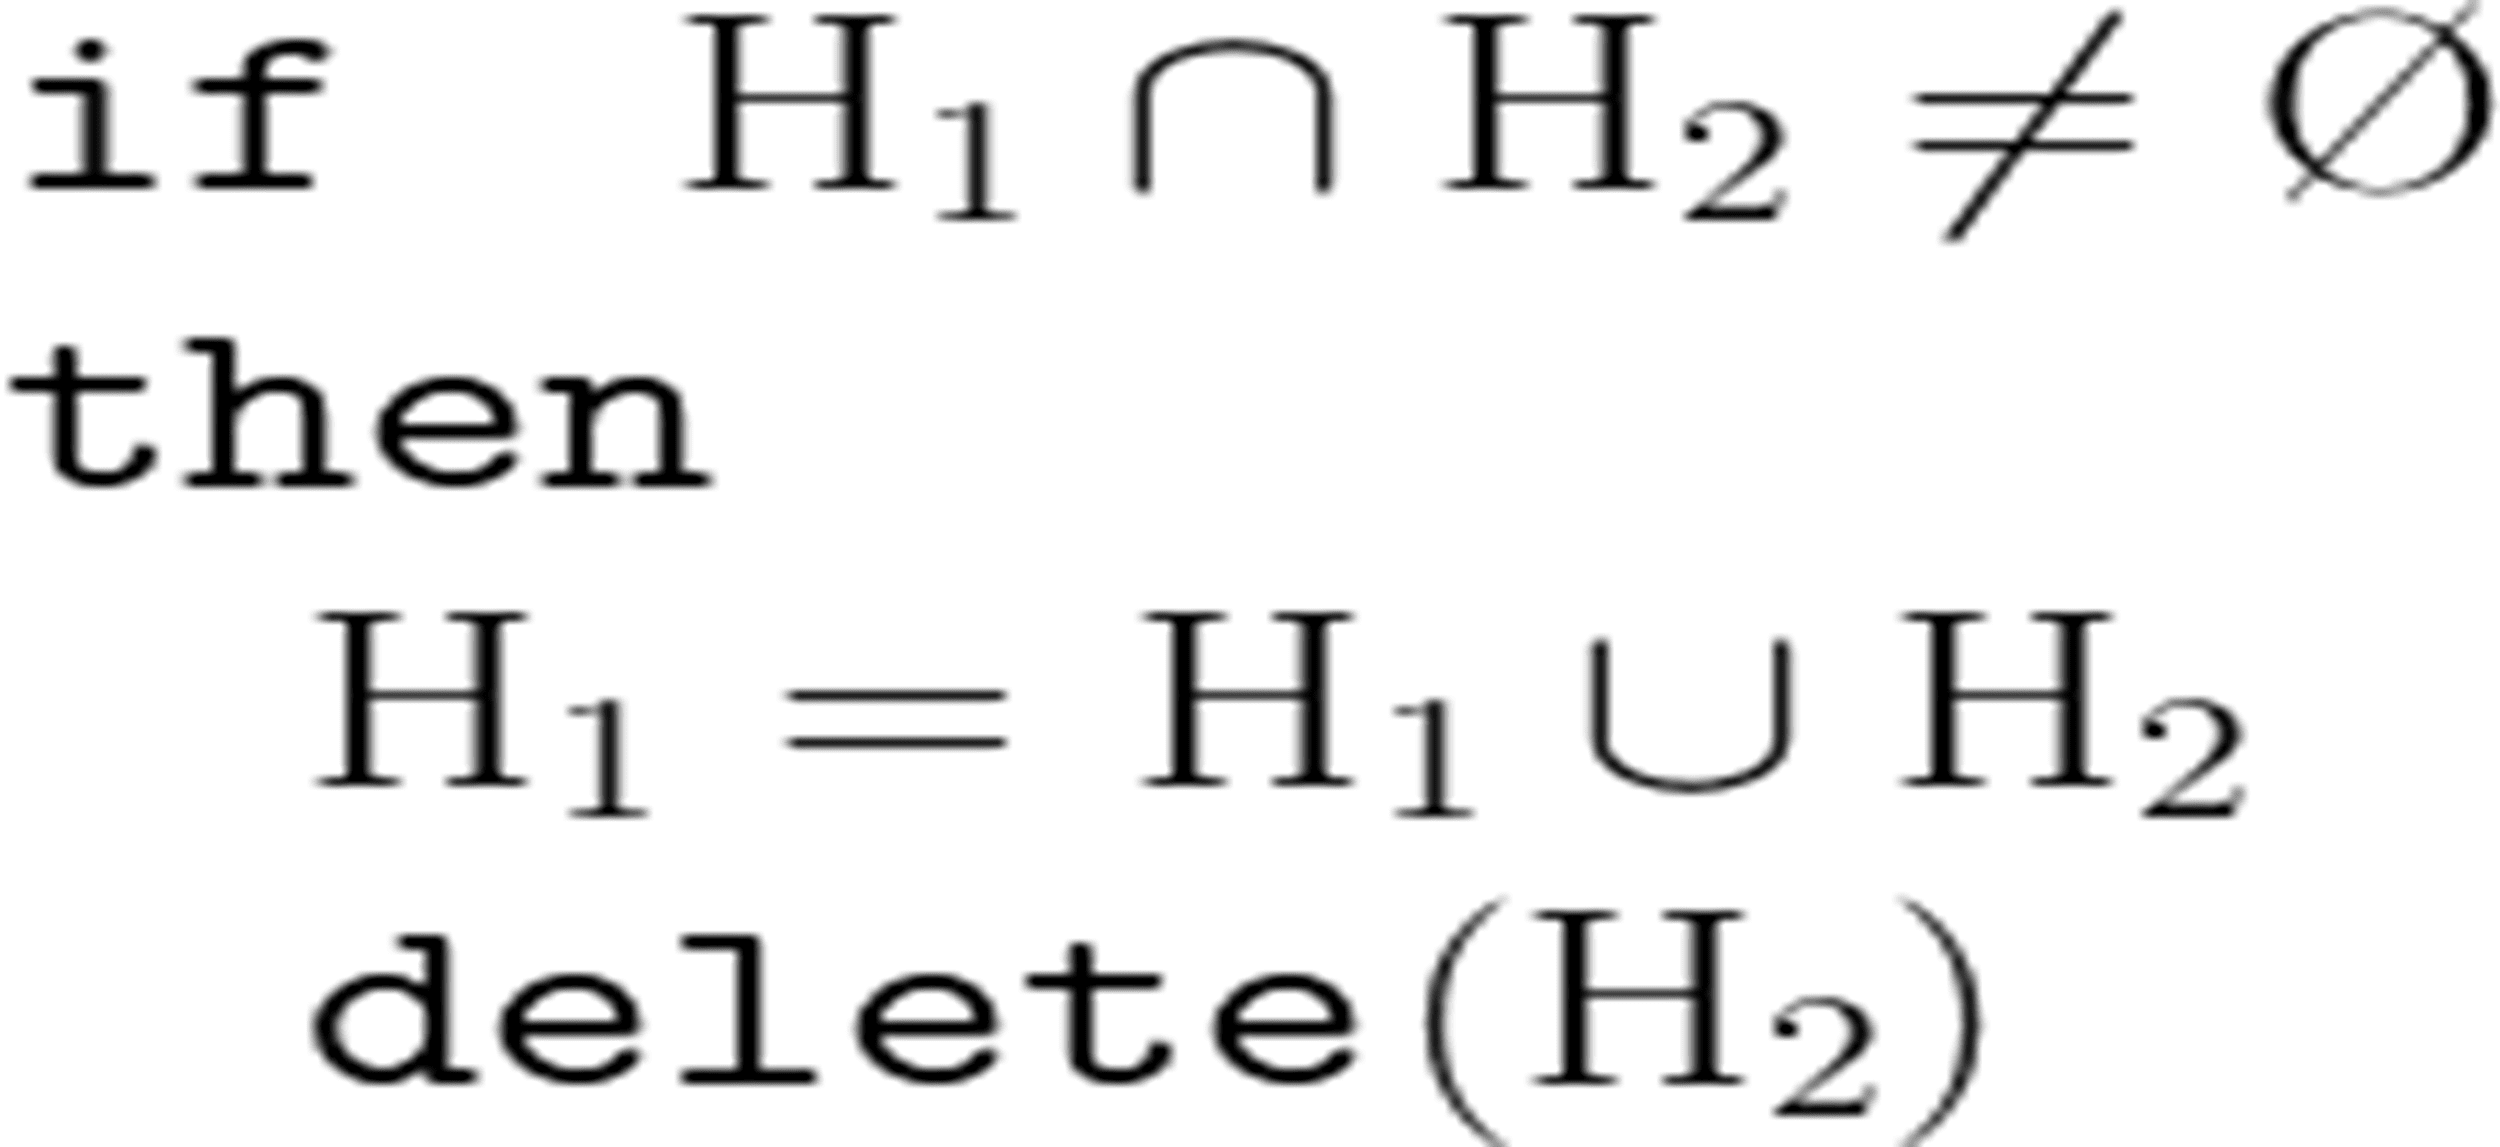 if H₁ ∩ H₂ ≠ ∅
then
H₁ = H₁ ∪ H₂
delete(H₂)